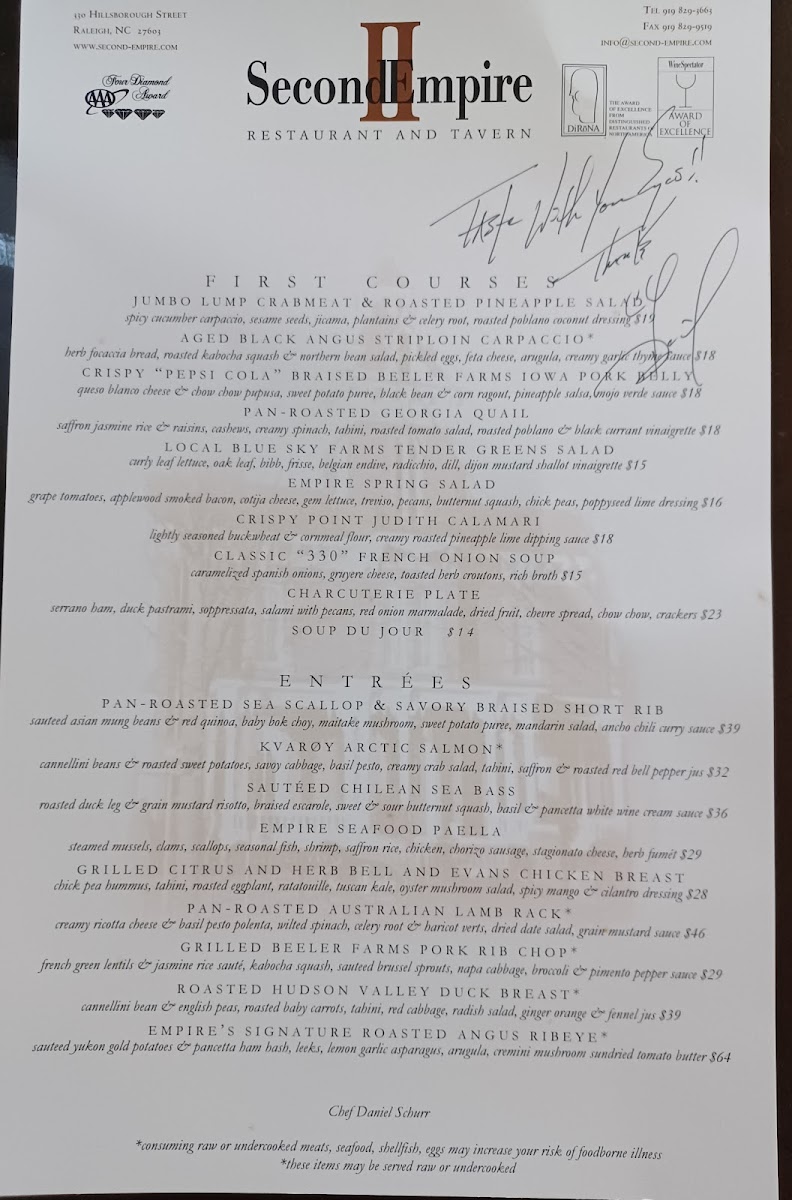 330 Hillsborough Street
Raleigh, NC 27603
www.second-empire.com
Tel 919 829-3663
Fax 919 829-9519
info@second-empire.com
Four Diamond
Award
AAA
II
Second Empire
RESTAURANT AND TAVERN
DiRōNA
THE AWARD
OF EXCELLENCE
FROM
DISTINGUISHED
RESTAURANTS OF
NORTH AMERICA
Wine Spectator
AWARD
OF
EXCELLENCE
Taste With Your Eyes!!
Thanks
FIRST COURSES
JUMBO LUMP CRABMEAT & ROASTED PINEAPPLE SALAD
spicy cucumber carpaccio, sesame seeds, jicama, plantains & celery root, roasted poblano coconut dressing $19
AGED BLACK ANGUS STRIPLOIN CARPACCIO*
herb focaccia bread, roasted kabocha squash & northern bean salad, pickled eggs, feta cheese, arugula, creamy garlic thyme sauce $18
CRISPY “PEPSI COLA” BRAISED BEELER FARMS IOWA PORK BELLY
queso blanco cheese & chow chow pupusa, sweet potato puree, black bean & corn ragout, pineapple salsa, mojo verde sauce $18
PAN-ROASTED GEORGIA QUAIL
saffron jasmine rice & raisins, cashews, creamy spinach, tahini, roasted tomato salad, roasted poblano & black currant vinaigrette $18
LOCAL BLUE SKY FARMS TENDER GREENS SALAD
curly leaf lettuce, oak leaf, bibb, frisse, belgian endive, radicchio, dill, dijon mustard shallot vinaigrette $15
EMPIRE SPRING SALAD
grape tomatoes, applewood smoked bacon, cotija cheese, gem lettuce, treviso, pecans, butternut squash, chick peas, poppyseed lime dressing $16
CRISPY POINT JUDITH CALAMARI
lightly seasoned buckwheat & cornmeal flour, creamy roasted pineapple lime dipping sauce $18
CLASSIC “330” FRENCH ONION SOUP
caramelized spanish onions, gruyere cheese, toasted herb croutons, rich broth $15
CHARCUTERIE PLATE
serrano ham, duck pastrami, soppressata, salami with pecans, red onion marmalade, dried fruit, chevre spread, chow chow, crackers $23
SOUP DU JOUR $14
ENTRÉES
PAN-ROASTED SEA SCALLOP & SAVORY BRAISED SHORT RIB
sauteed asian mung beans & red quinoa, baby bok choy, maitake mushroom, sweet potato puree, mandarin salad, ancho chili curry sauce $39
KVARØY ARCTIC SALMON*
cannellini beans & roasted sweet potatoes, savoy cabbage, basil pesto, creamy crab salad, tahini, saffron & roasted red bell pepper jus $32
SAUTÉED CHILEAN SEA BASS
roasted duck leg & grain mustard risotto, braised escarole, sweet & sour butternut squash, basil & pancetta white wine cream sauce $36
EMPIRE SEAFOOD PAELLA
steamed mussels, clams, scallops, seasonal fish, shrimp, saffron rice, chicken, chorizo sausage, stagionato cheese, herb fumét $29
GRILLED CITRUS AND HERB BELL AND EVANS CHICKEN BREAST
chick pea hummus, tahini, roasted eggplant, ratatouille, tuscan kale, oyster mushroom salad, spicy mango & cilantro dressing $28
PAN-ROASTED AUSTRALIAN LAMB RACK*
creamy ricotta cheese & basil pesto polenta, wilted spinach, celery root & haricot verts, dried date salad, grain mustard sauce $46
GRILLED BEELER FARMS PORK RIB CHOP*
french green lentils & jasmine rice sauté, kabocha squash, sauteed brussel sprouts, napa cabbage, broccoli & pimento pepper sauce $29
ROASTED HUDSON VALLEY DUCK BREAST*
cannellini bean & english peas, roasted baby carrots, tahini, red cabbage, radish salad, ginger orange & fennel jus $39
EMPIRE'S SIGNATURE ROASTED ANGUS RIBEYE*
sauteed yukon gold potatoes & pancetta ham hash, leeks, lemon garlic asparagus, arugula, cremini mushroom sundried tomato butter $64
Chef Daniel Schurr
*consuming raw or undercooked meats, seafood, shellfish, eggs may increase your risk of foodborne illness
*these items may be served raw or undercooked